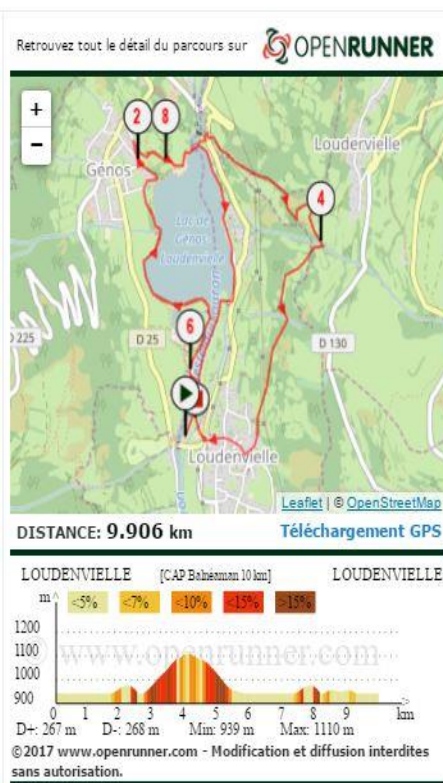 Retrouvez tout le détail du parcours sur OPENRUNNER
+
−
2
8
Génos
Loudervielle
4
Lac de
Génos
Loudenvielle
6
D 225
D 25
D 130
Loudenvielle
Leaflet | © OpenStreetMap
DISTANCE: 9.906 km Téléchargement GPS
LOUDENVIELLE [CAP Balnéaman 10 km] LOUDENVIELLE
m <5% <7% <10% <15% >15%
1200
1100
© www.openrunner.com
1000
900
0 1 2 3 4 5 6 7 8 9 km
D+: 267 m D-: 268 m Min: 939 m Max: 1110 m
©2017 www.openrunner.com - Modification et diffusion interdites
sans autorisation.